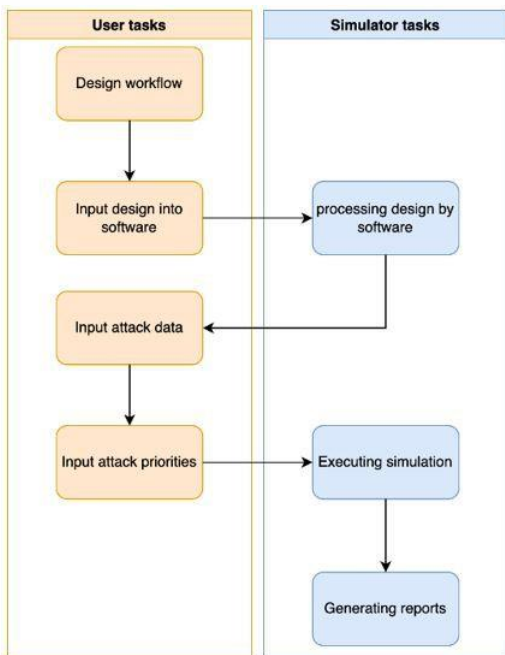 User tasks
Simulator tasks
Design workflow
Input design into
software
processing design by
software
Input attack data
Input attack priorities
Executing simulation
Generating reports